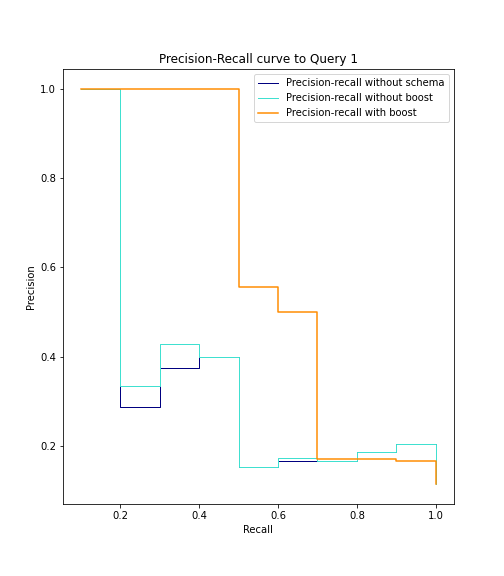 Precision-Recall curve to Query 1
Precision-recall without schema
Precision-recall without boost
Precision-recall with boost
1.0
0.8
0.6
0.4
0.2
Precision
0.2 0.4 0.6 0.8 1.0
Recall